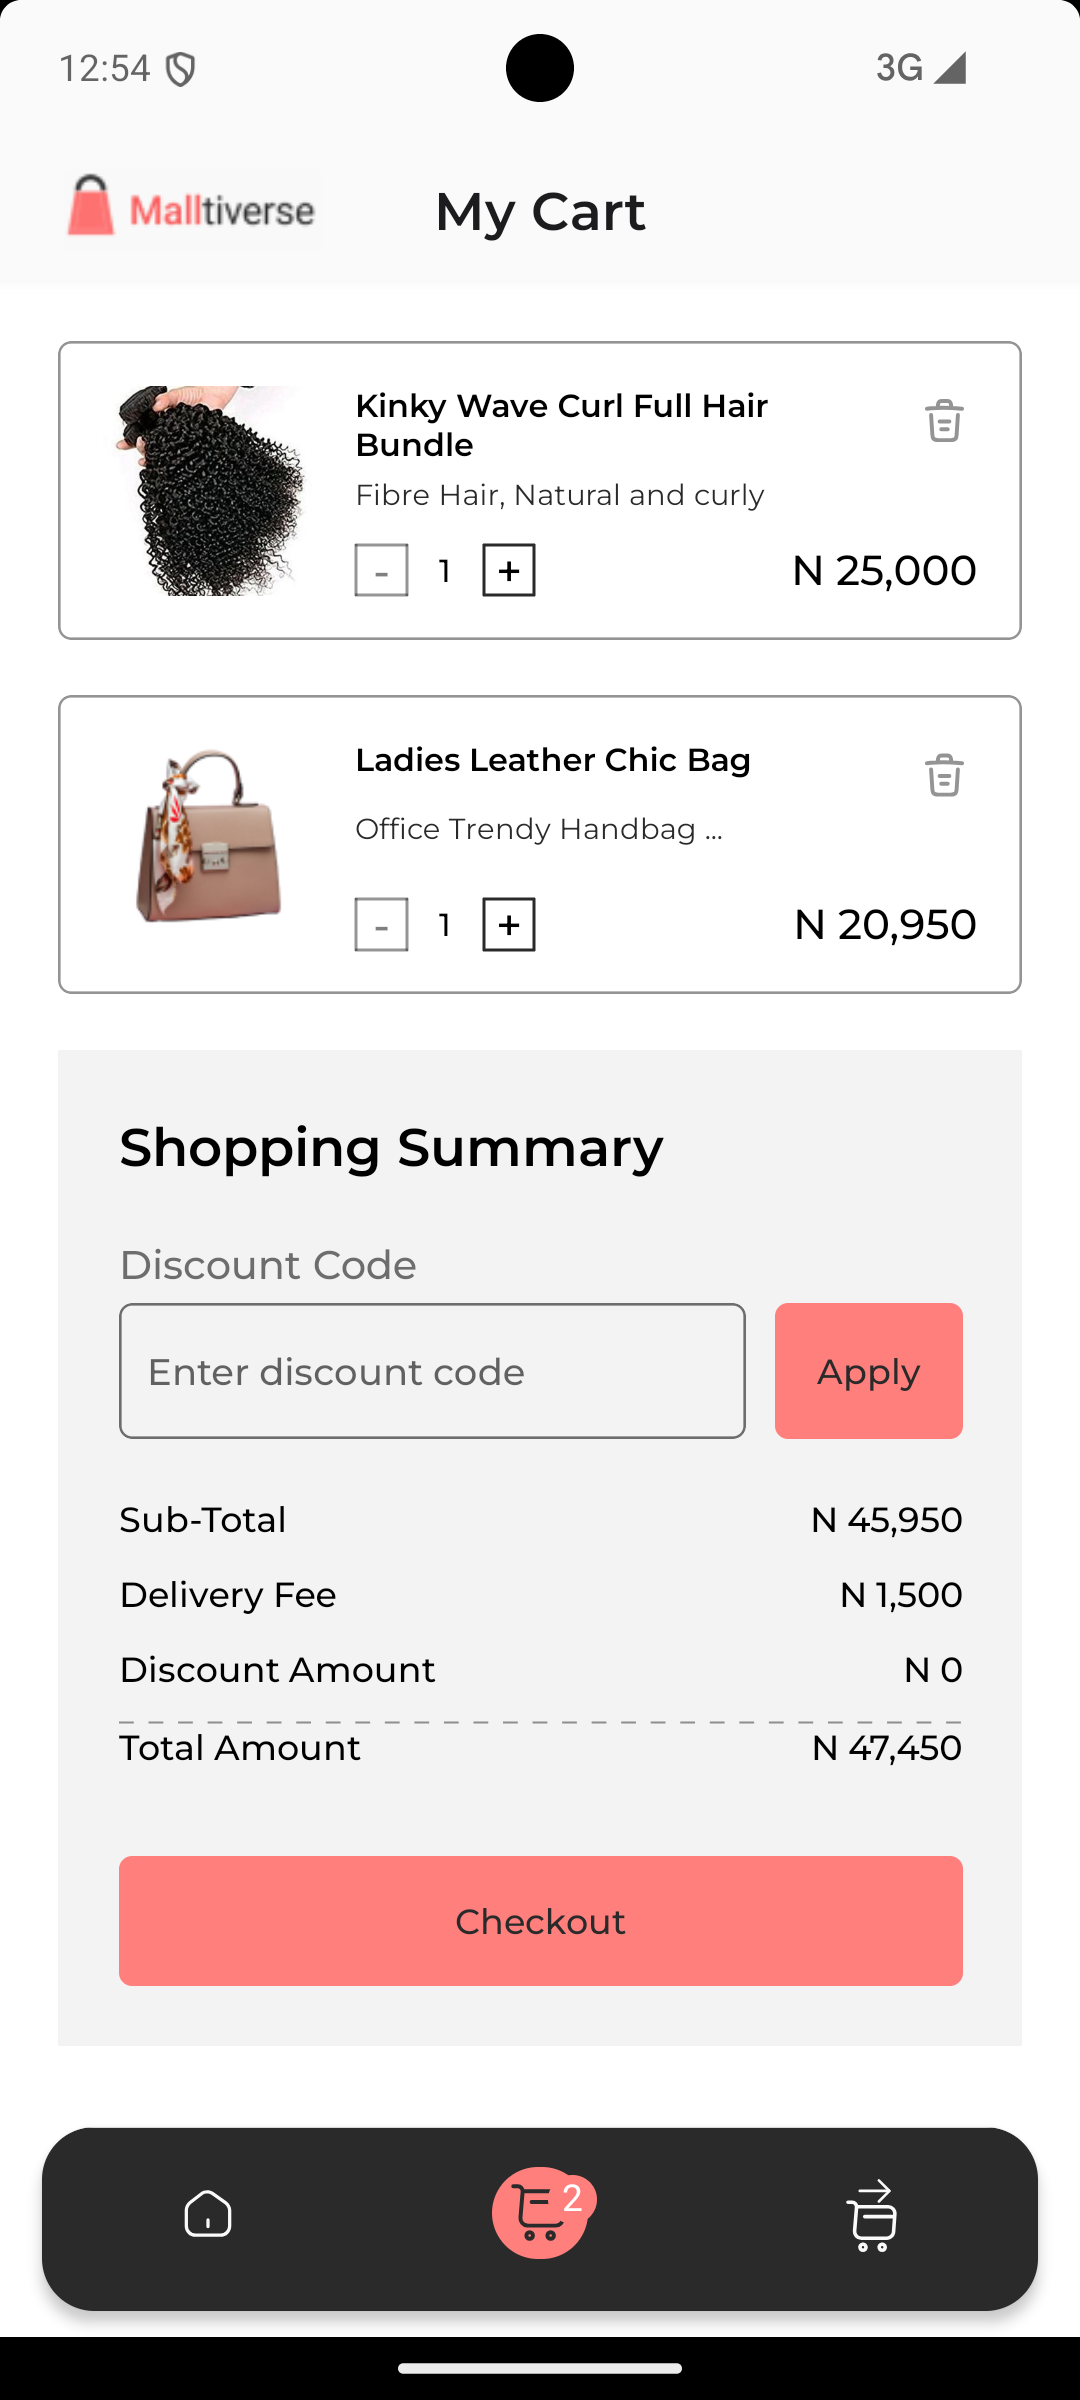 12:54
3G
Malltiverse
My Cart
Kinky Wave Curl Full Hair
Bundle
Fibre Hair, Natural and curly
- 1 +
N 25,000
Ladies Leather Chic Bag
Office Trendy Handbag ...
- 1 +
N 20,950
Shopping Summary
Discount Code
Enter discount code
Apply
Sub-Total
N 45,950
Delivery Fee
N 1,500
Discount Amount
N 0
Total Amount
N 47,450
Checkout
2